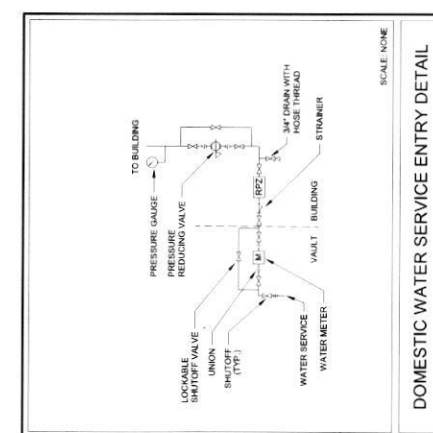 TO BUILDING
PRESSURE GAUGE
PRESSURE
REDUCING VALVE
LOCKABLE
SHUTOFF VALVE
UNION
SHUTOFF
(TYP.)
WATER SERVICE
WATER METER
M
VAULT
BUILDING
RPZ
3/4" DRAIN WITH
HOSE THREAD
STRAINER
SCALE: NONE
DOMESTIC WATER SERVICE ENTRY DETAIL